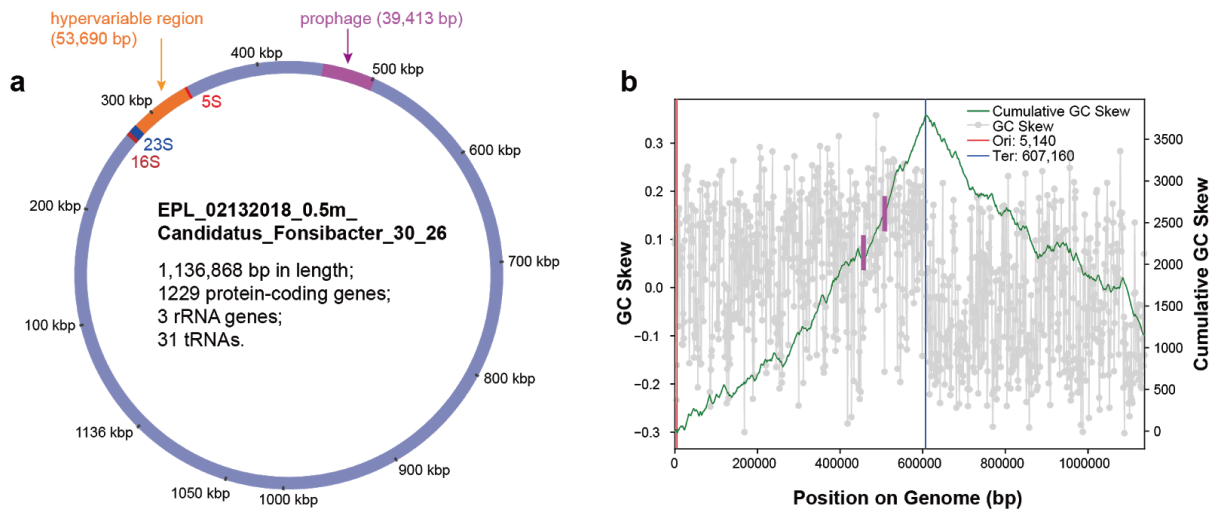 a
hypervariable region
(53,690 bp)
prophage (39,413 bp)
400 kbp
500 kbp
300 kbp
5S
23S
16S
600 kbp
200 kbp
EPL_02132018_0.5m_
Candidatus_Fonsibacter_30_26
1,136,868 bp in length;
1229 protein-coding genes;
3 rRNA genes;
31 tRNAs.
700 kbp
100 kbp
800 kbp
1136 kbp
900 kbp
1050 kbp
1000 kbp
b
Cumulative GC Skew
GC Skew
Ori: 5,140
Ter: 607,160
GC Skew
0.3
0.2
0.1
0.0
−0.1
−0.2
−0.3
3500
3000
2500
2000
1500
1000
500
0
Cumulative GC Skew
0
200000
400000
600000
800000
1000000
Position on Genome (bp)